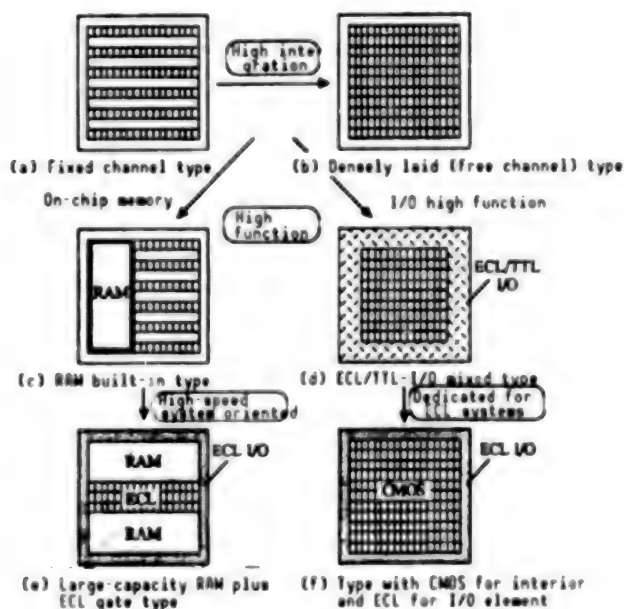 High inte
gration
(a) Fixed channel type
(b) Densely laid (free channel) type
On-chip memory
I/O high function
High
function
RAM
ECL/TTL
I/O
(c) RAM built-in type
(d) ECL/TTL-I/O mixed type
High-speed
system oriented
Dedicated for
ECL systems
RAM
ECL I/O
ECL
RAM
CMOS
ECL I/O
(e) Large-capacity RAM plus
ECL gate type
(f) Type with CMOS for interior
and ECL for I/O element